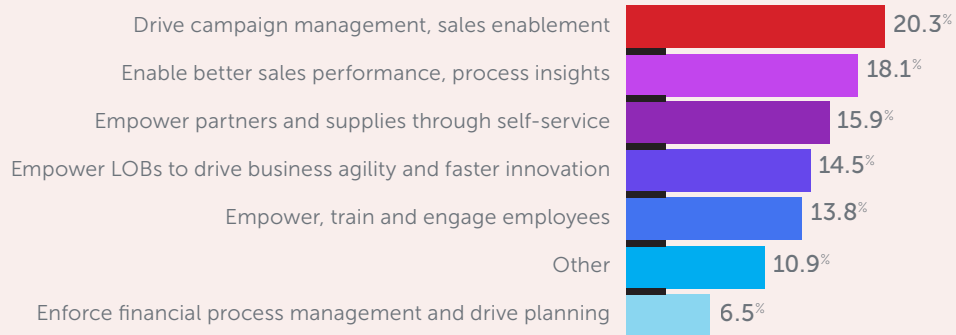 Drive campaign management, sales enablement 20.3%
Enable better sales performance, process insights 18.1%
Empower partners and supplies through self-service 15.9%
Empower LOBs to drive business agility and faster innovation 14.5%
Empower, train and engage employees 13.8%
Other 10.9%
Enforce financial process management and drive planning 6.5%